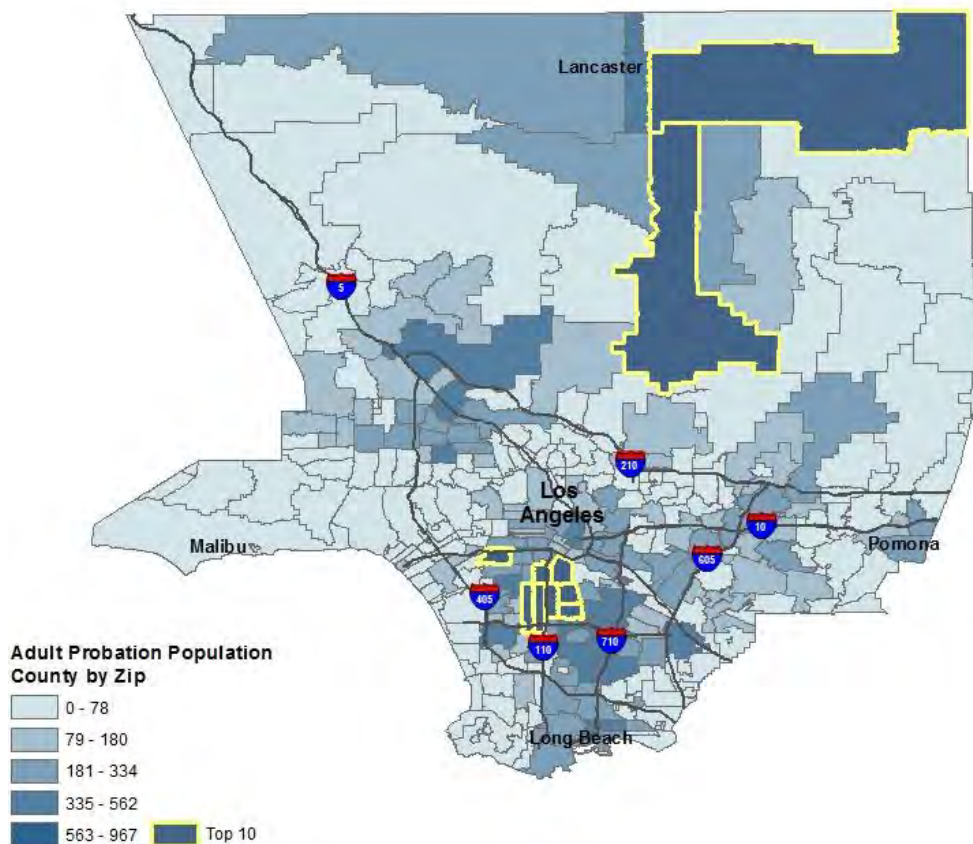 Lancaster
5
210
Los
Angeles
10
Malibu
Pomona
605
405
110
710
Long Beach
Adult Probation Population
County by Zip
0 - 78
79 - 180
181 - 334
335 - 562
563 - 967
Top 10